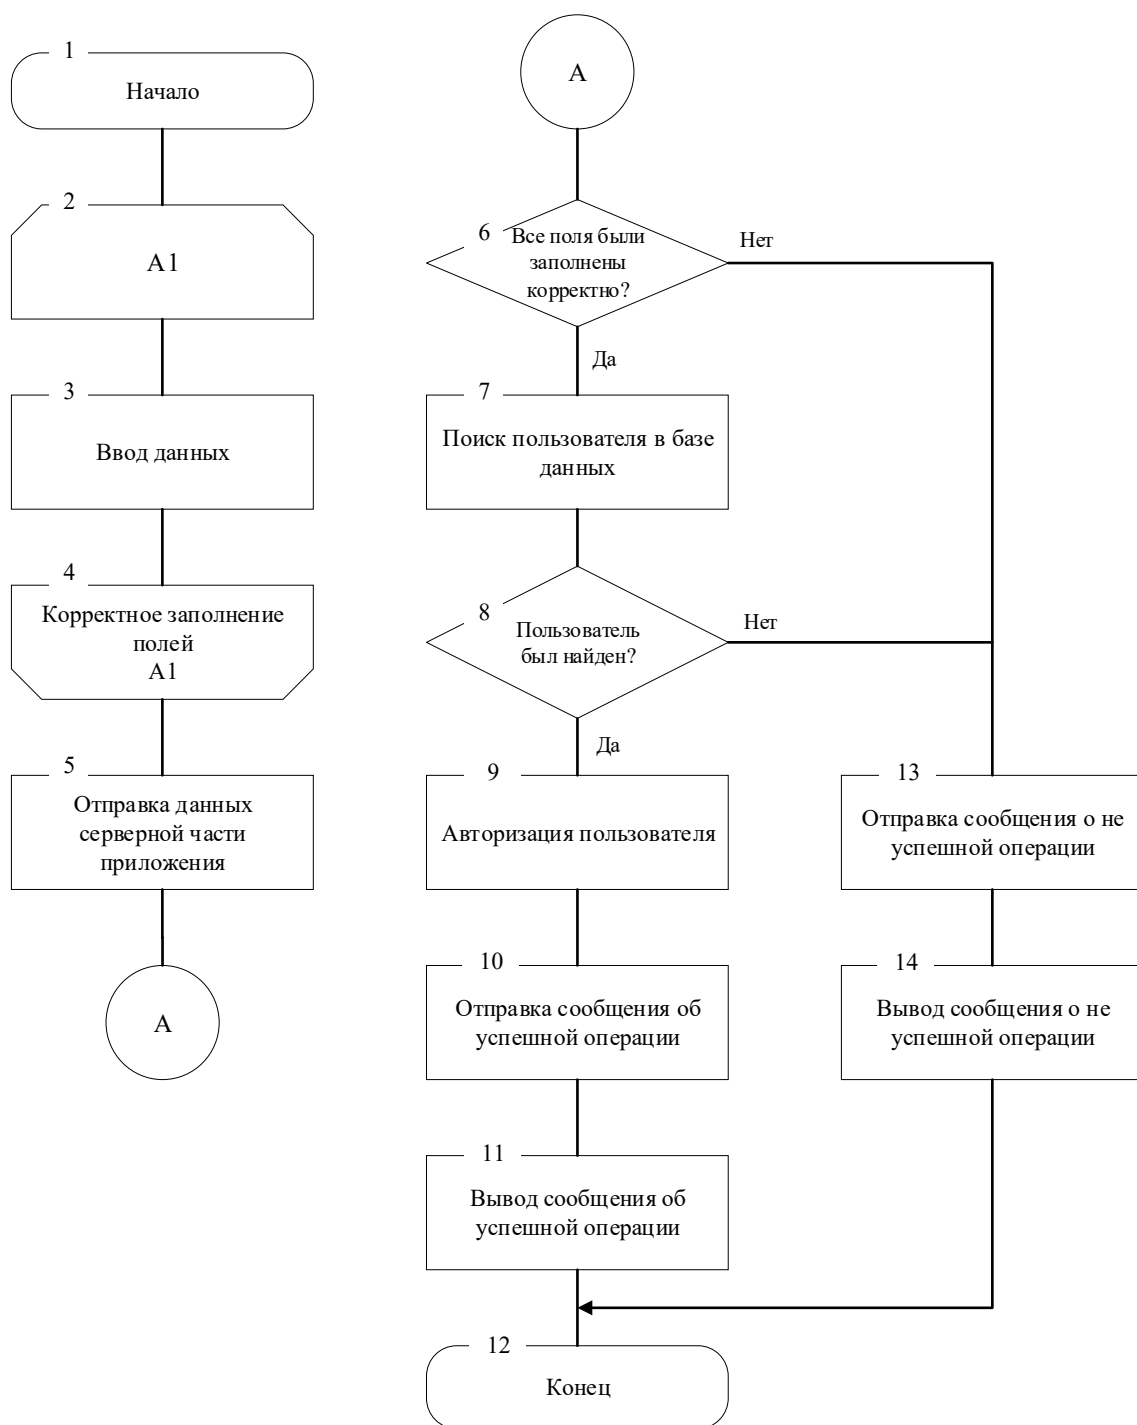 1
Начало
2
А1
3
Ввод данных
4
Корректное заполнение
полей
А1
5
Отправка данных
серверной части
приложения
А
А
6
Все поля были
заполнены
корректно?
Нет
Да
7
Поиск пользователя в базе
данных
8
Пользователь
был найден?
Нет
Да
9
Авторизация пользователя
10
Отправка сообщения об
успешной операции
11
Вывод сообщения об
успешной операции
12
Конец
13
Отправка сообщения о не
успешной операции
14
Вывод сообщения о не
успешной операции